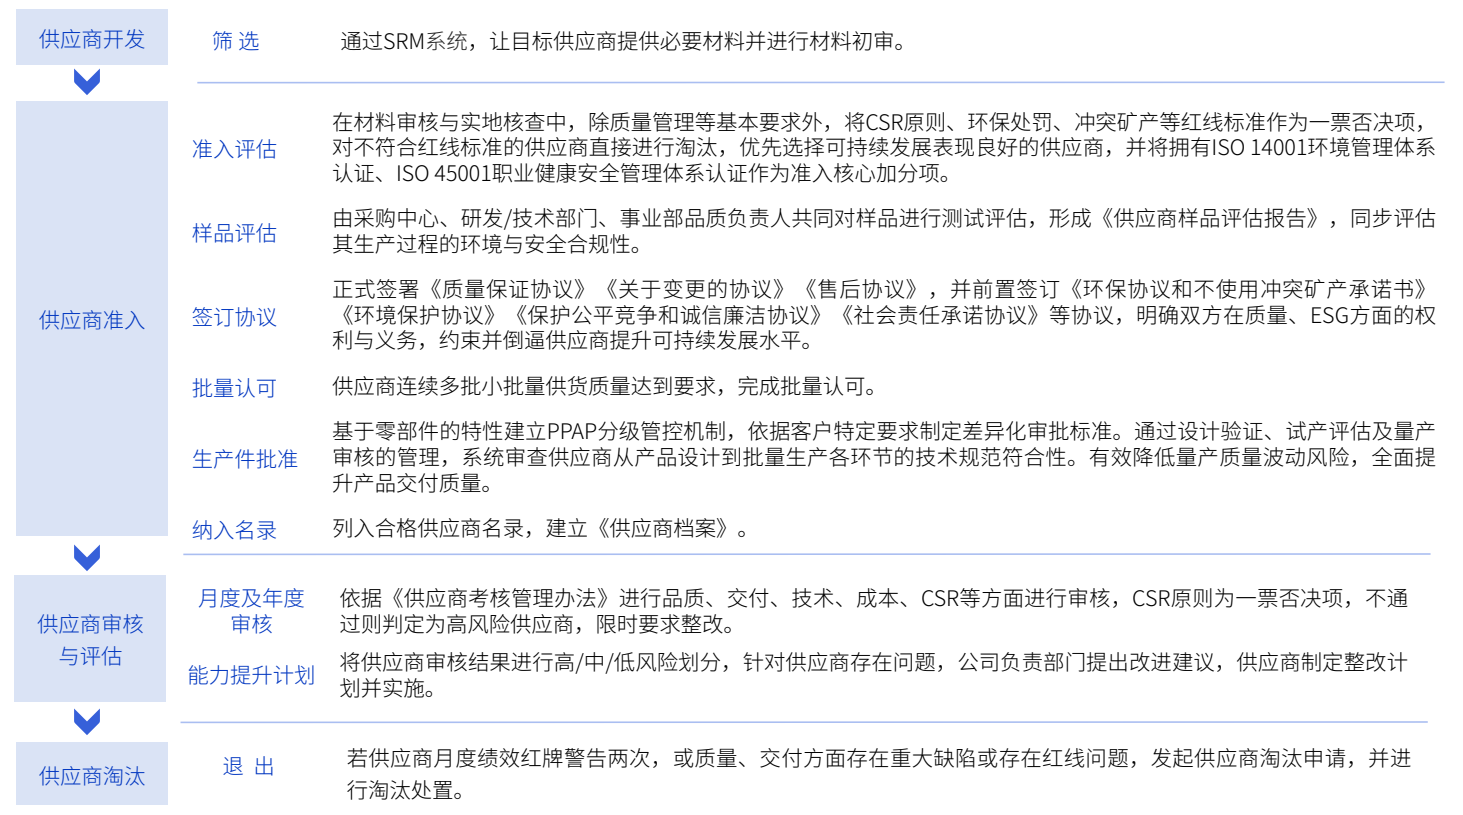 供应商开发
筛 选
通过SRM系统，让目标供应商提供必要材料并进行材料初审。
供应商准入
准入评估
在材料审核与实地核查中，除质量管理等基本要求外，将CSR原则、环保处罚、冲突矿产等红线标准作为一票否决项，
对不符合红线标准的供应商直接进行淘汰，优先选择可持续发展表现良好的供应商，并将拥有ISO 14001环境管理体系
认证、ISO 45001职业健康安全管理体系认证作为准入核心加分项。
样品评估
由采购中心、研发/技术部门、事业部品质负责人共同对样品进行测试评估，形成《供应商样品评估报告》，同步评估
其生产过程的环境与安全合规性。
签订协议
正式签署《质量保证协议》《关于变更的协议》《售后协议》，并前置签订《环保协议和不使用冲突矿产承诺书》
《环境保护协议》《保护公平竞争和诚信廉洁协议》《社会责任承诺协议》等协议，明确双方在质量、ESG方面的权
利与义务，约束并倒逼供应商提升可持续发展水平。
批量认可
供应商连续多批小批量供货质量达到要求，完成批量认可。
生产件批准
基于零部件的特性建立PPAP分级管控机制，依据客户特定要求制定差异化审批标准。通过设计验证、试产评估及量产
审核的管理，系统审查供应商从产品设计到批量生产各环节的技术规范符合性。有效降低量产质量波动风险，全面提
升产品交付质量。
纳入名录
列入合格供应商名录，建立《供应商档案》。
供应商审核
与评估
月度及年度
审核
依据《供应商考核管理办法》进行品质、交付、技术、成本、CSR等方面进行审核，CSR原则为一票否决项，不通
过则判定为高风险供应商，限时要求整改。
能力提升计划
将供应商审核结果进行高/中/低风险划分，针对供应商存在问题，公司负责部门提出改进建议，供应商制定整改计
划并实施。
供应商淘汰
退 出
若供应商月度绩效红牌警告两次，或质量、交付方面存在重大缺陷或存在红线问题，发起供应商淘汰申请，并进
行淘汰处置。